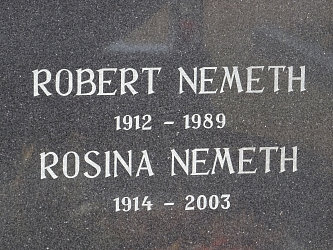 ROBERT NEMETH
1912 – 1989
ROSINA NEMETH
1914 – 2003